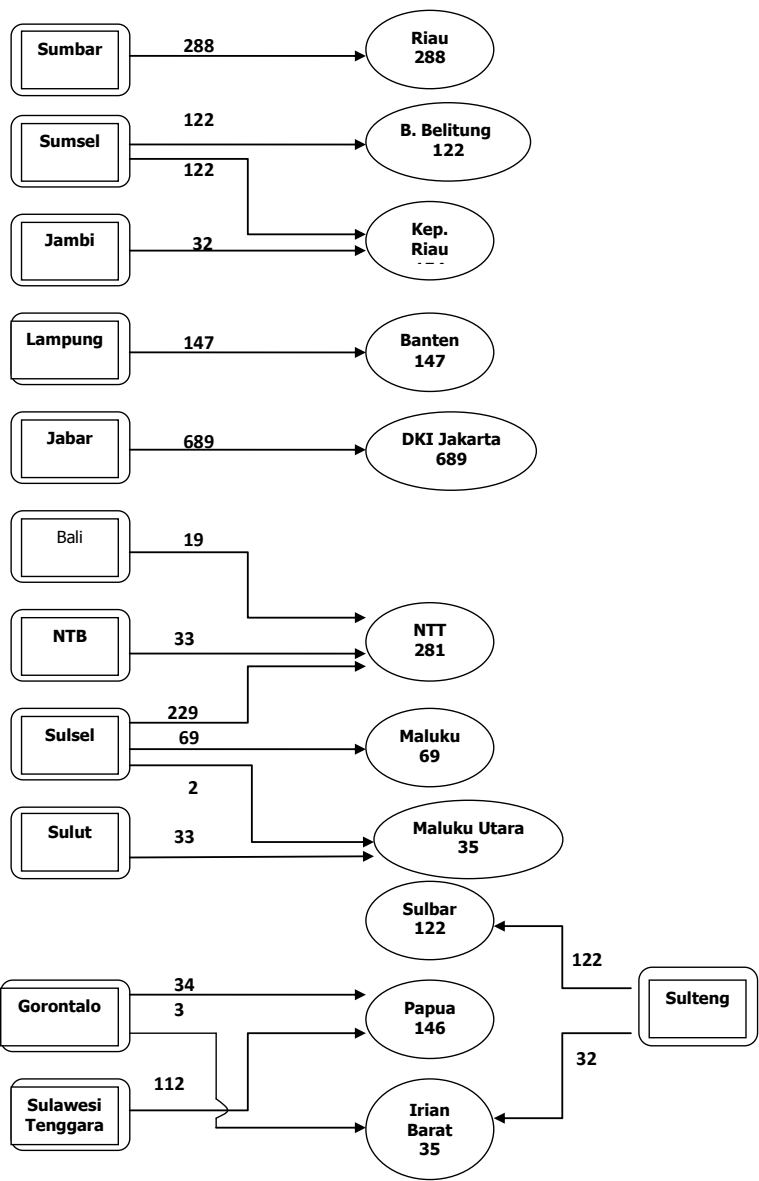 Sumbar
288
Riau
288
Sumsel
122
122
B. Belitung
122
Jambi
32
Kep.
Riau
Lampung
147
Banten
147
Jabar
689
DKI Jakarta
689
Bali
19
NTB
33
NTT
281
Sulsel
229
69
2
Maluku
69
Sulut
33
Maluku Utara
35
Sulbar
122
122
Sulteng
32
Gorontalo
34
3
Papua
146
Sulawesi
Tenggara
112
Irian
Barat
35